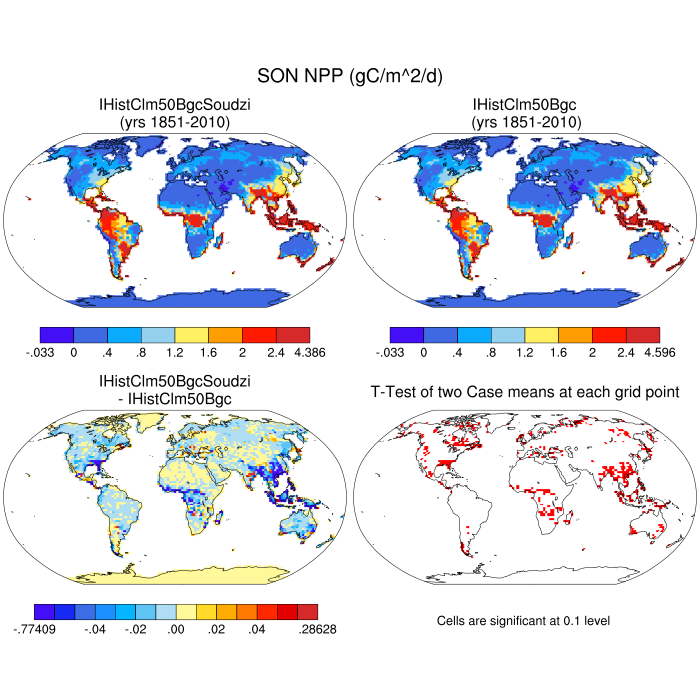 SON NPP (gC/m^2/d)
IHistClm50BgcSoudzi
(yrs 1851-2010)
-.033 0 .4 .8 1.2 1.6 2 2.4 4.386
IHistClm50Bgc
(yrs 1851-2010)
-.033 0 .4 .8 1.2 1.6 2 2.4 4.596
IHistClm50BgcSoudzi
- IHistClm50Bgc
-.77409 -.04 -.02 .00 .02 .04 .28628
T-Test of two Case means at each grid point
Cells are significant at 0.1 level